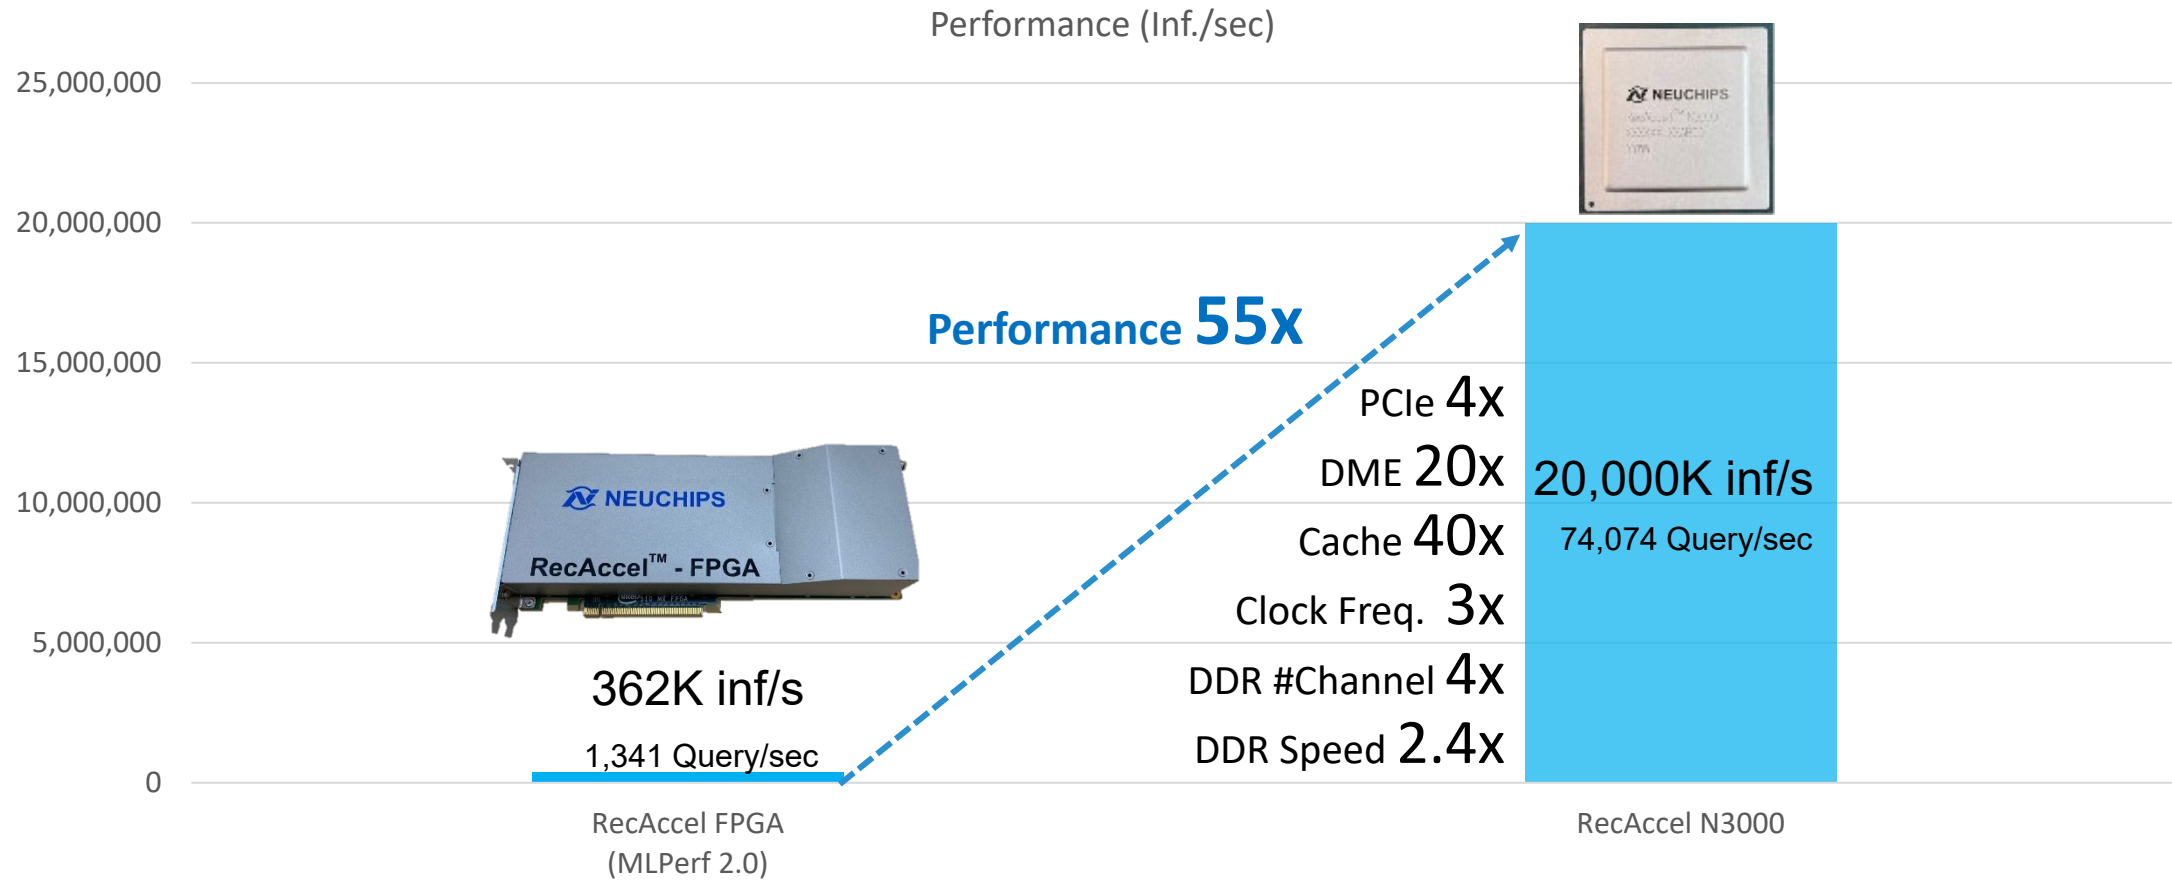 Performance (Inf./sec)
25,000,000
20,000,000
15,000,000
10,000,000
5,000,000
0
NEUCHIPS
Performance 55x
PCIe 4x
DME 20x
Cache 40x
Clock Freq. 3x
DDR #Channel 4x
DDR Speed 2.4x
20,000K inf/s
74,074 Query/sec
NEUCHIPS
RecAccel™ - FPGA
362K inf/s
1,341 Query/sec
RecAccel FPGA
(MLPerf 2.0)
RecAccel N3000